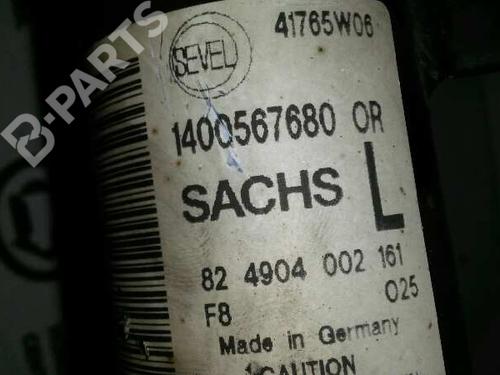 B-PARTS
SEVEL
41765W06
1400567680 OR
SACHS L
82 4904 002 161
F8 025
Made in Germany
!CAUTION